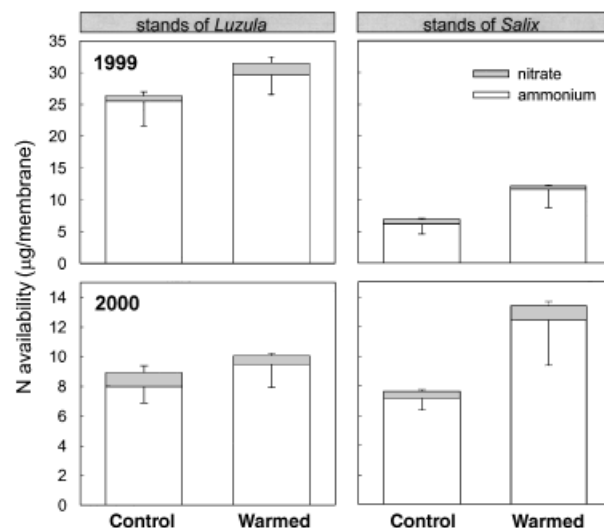 stands of Luzula
stands of Salix
N availability (µg/membrane)
35
30
25
20
15
10
5
0
1999
nitrate
ammonium
14
12
10
8
6
4
2
0
2000
Control
Warmed
Control
Warmed